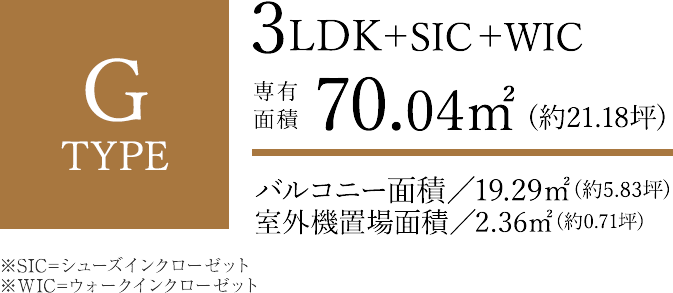 G
TYPE
3LDK+SIC+WIC
専有
面積 70.04㎡(約21.18坪)
バルコニー面積／19.29㎡(約5.83坪)
室外機置場面積／2.36㎡(約0.71坪)
※SIC=シューズインクローゼット
※WIC=ウォークインクローゼット